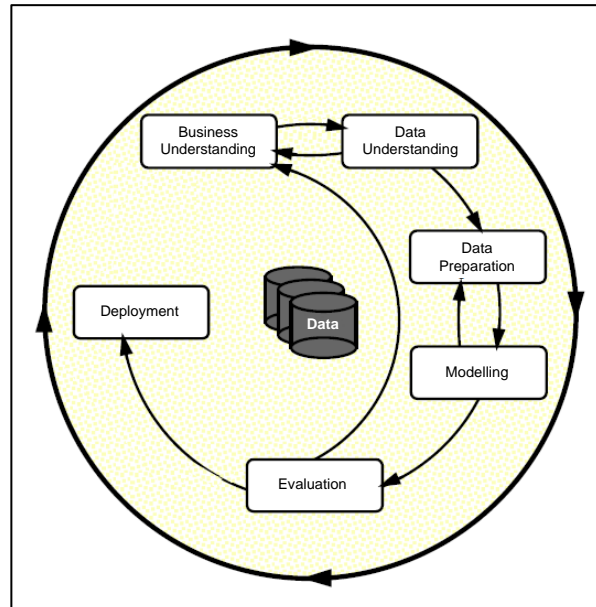 Business
Understanding
Data
Understanding
Data
Preparation
Deployment
Data
Modelling
Evaluation